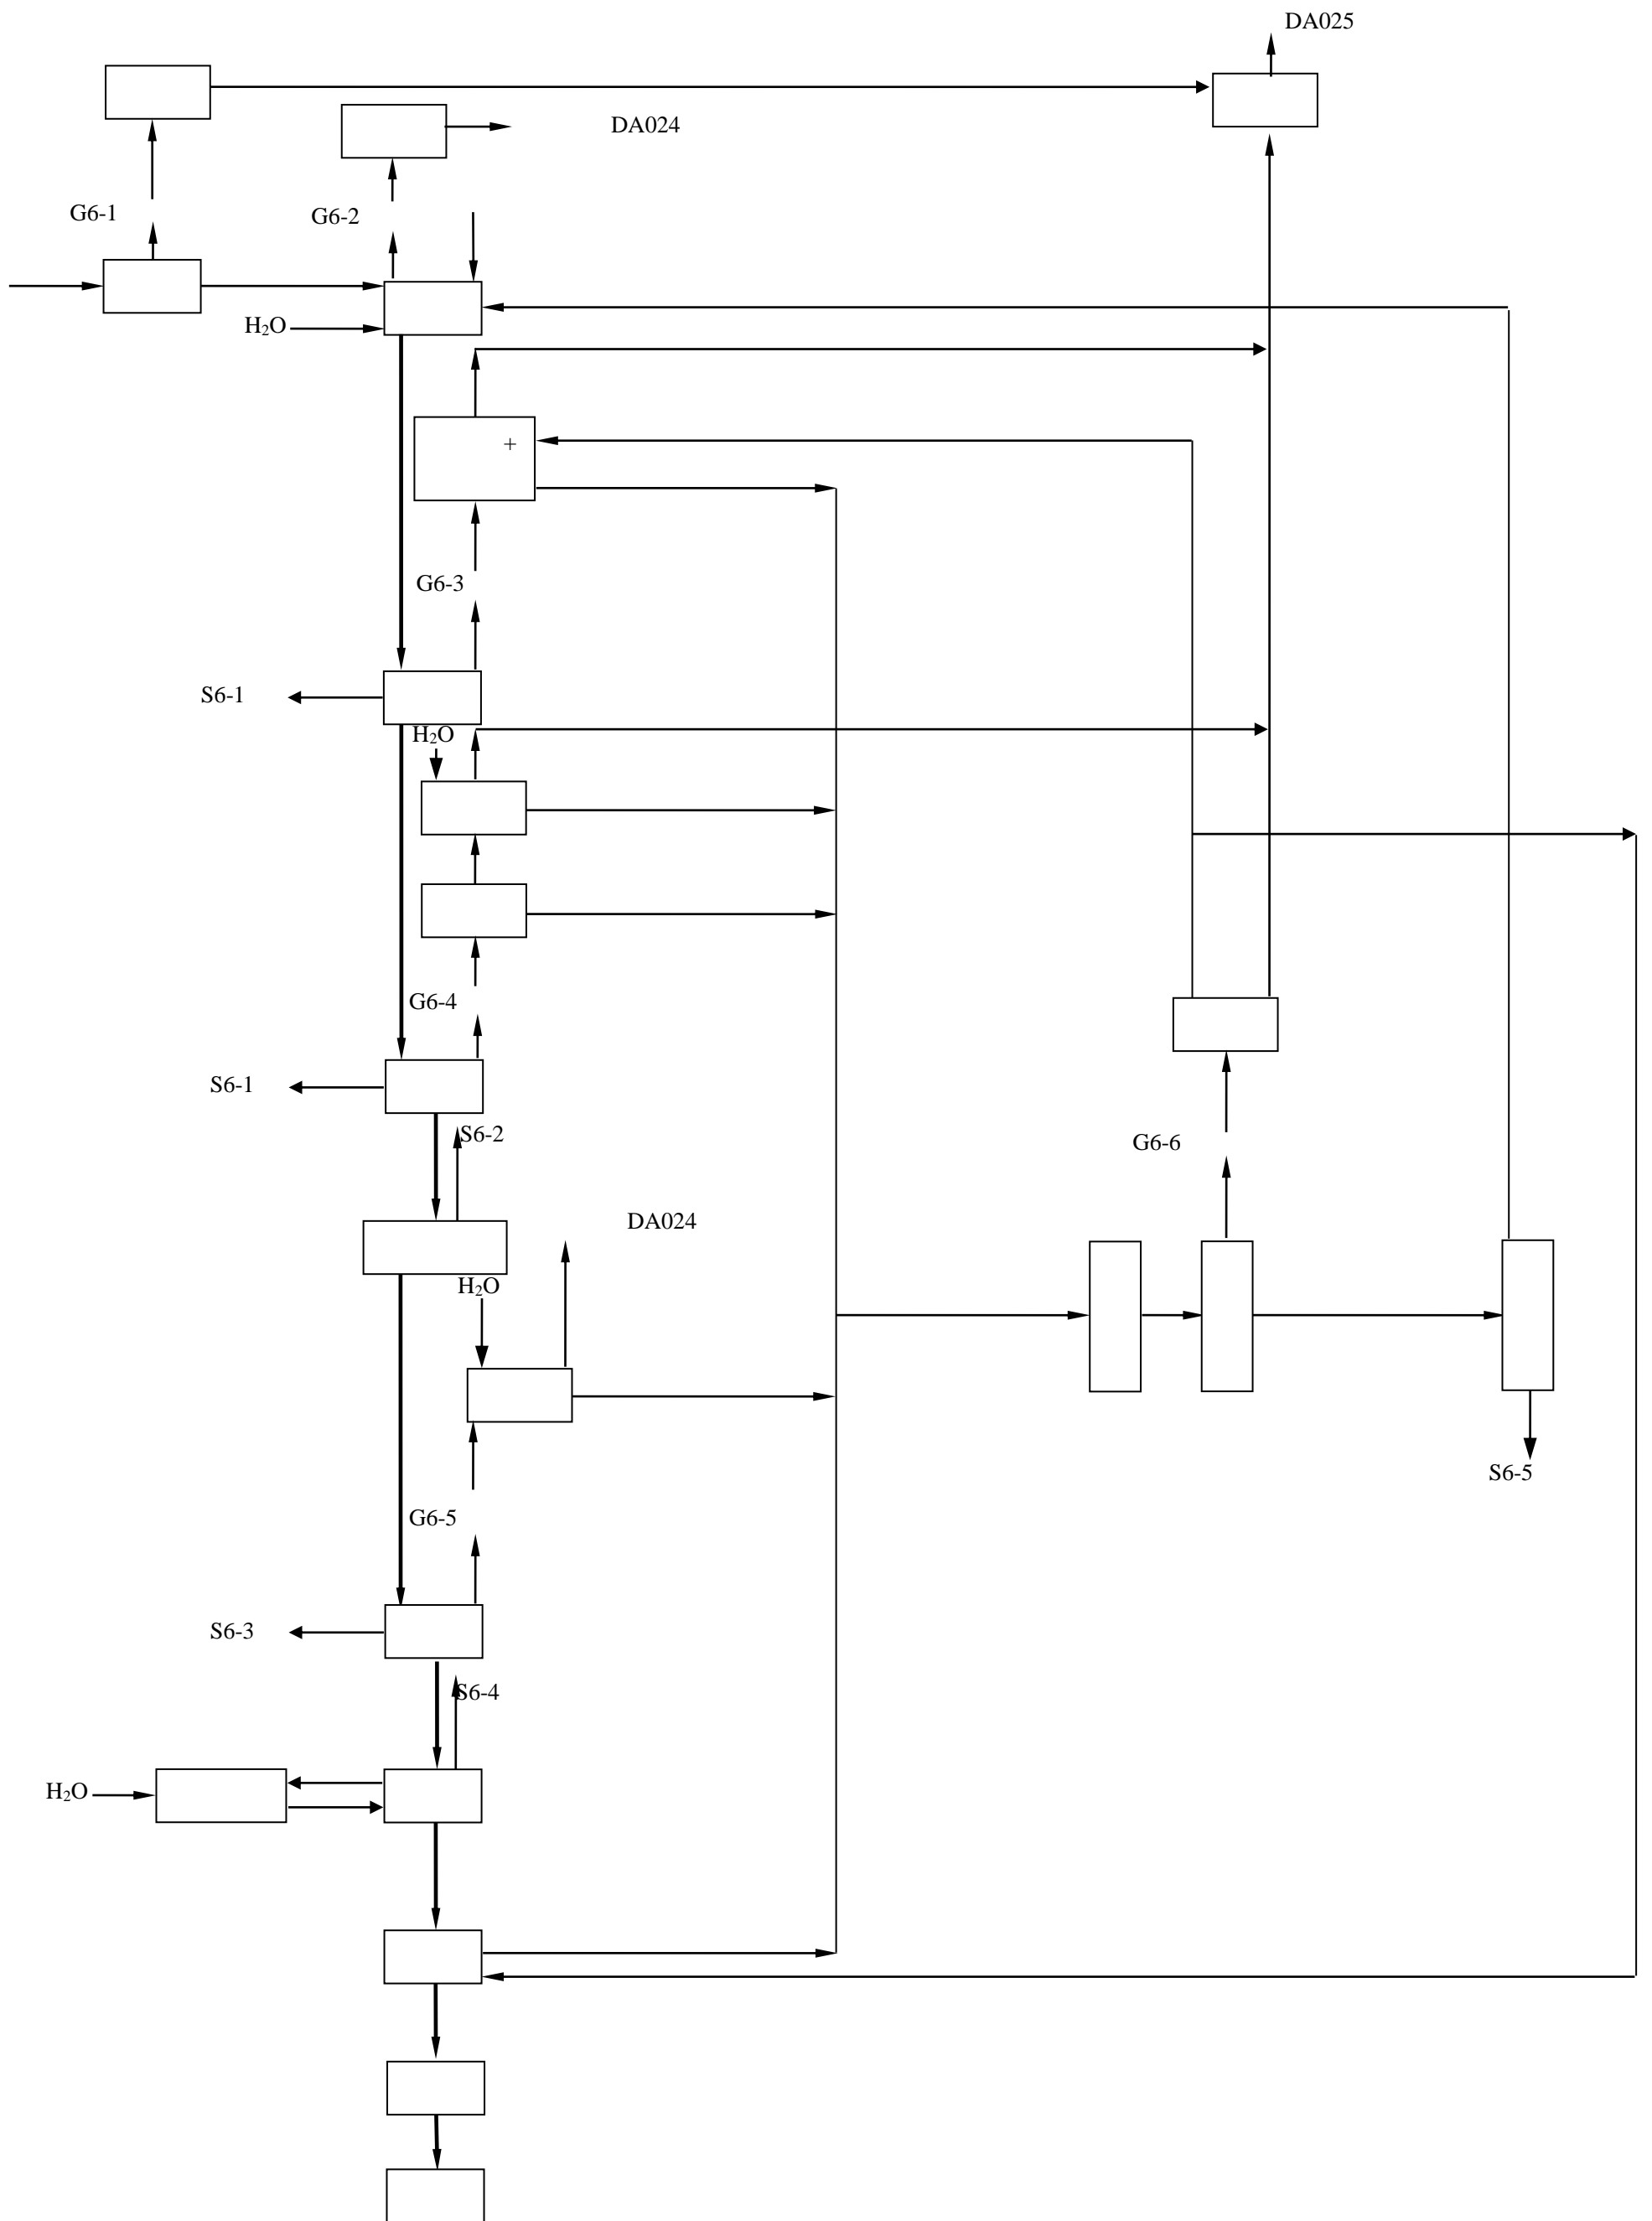 DA025
DA024
G6-1
G6-2
H₂O
+
G6-3
S6-1
H₂O
G6-4
S6-1
S6-2
G6-6
DA024
H₂O
S6-5
G6-5
S6-3
S6-4
H₂O